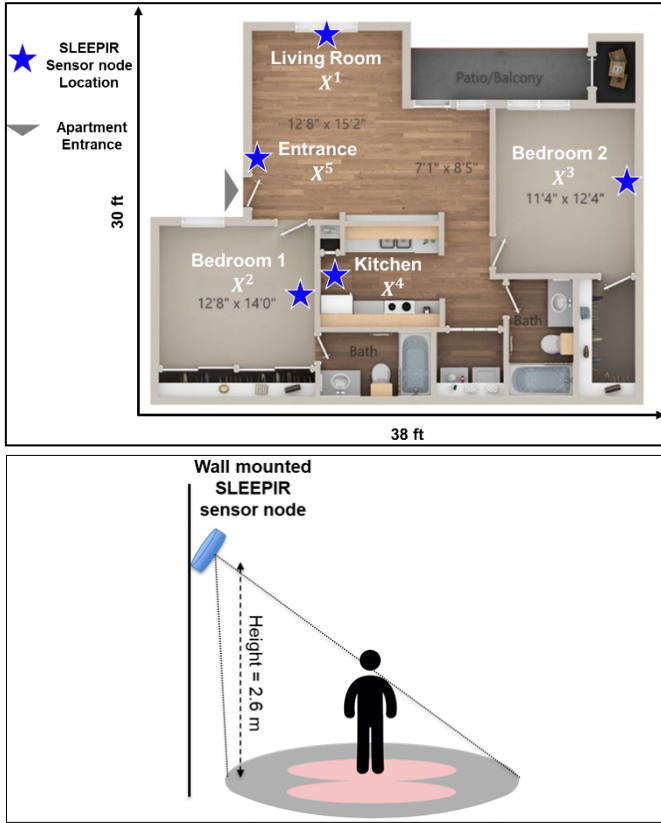 SLEEPIR
Sensor node
Location
Apartment
Entrance
30 ft
Living Room
X¹
12'8" x 15'2"
Entrance
X⁵
Patio/Balcony
7'1" x 8'5"
Bedroom 2
X³
11'4" x 12'4"
Bedroom 1
X²
12'8" x 14'0"
Kitchen
X⁴
Bath
Bath
38 ft
Wall mounted
SLEEPIR
sensor node
Height = 2.6 m